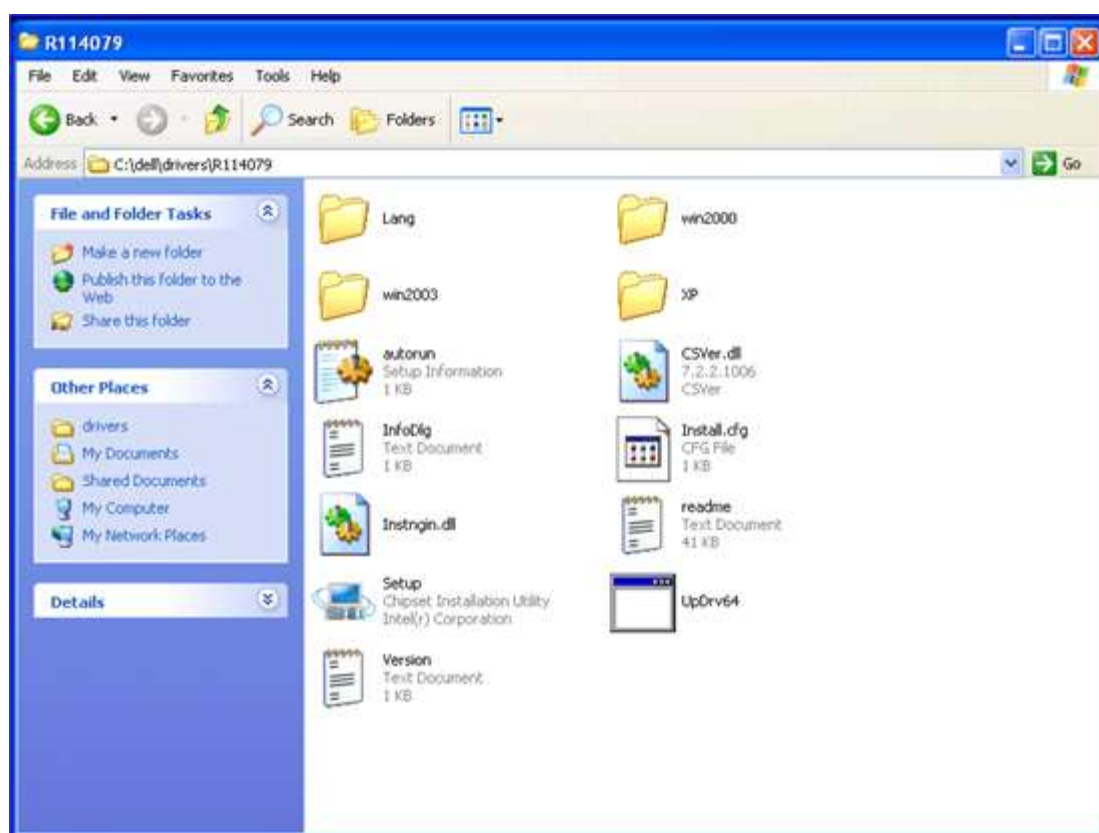 R114079
File Edit View Favorites Tools Help
Back Search Folders
Address C:\dell\drivers\R114079 Go
File and Folder Tasks
Make a new folder
Publish this folder to the
Web
Share this folder
Other Places
drivers
My Documents
Shared Documents
My Computer
My Network Places
Details
Lang
win2000
win2003
XP
autorun
Setup Information
1 KB
CSVer.dll
7.2.2.1006
CSVer
InfoDlg
Text Document
1 KB
Install.cfg
CFG File
1 KB
Instngin.dll
readme
Text Document
41 KB
Setup
Chipset Installation Utility
Intel(r) Corporation
UpDrv64
Version
Text Document
1 KB